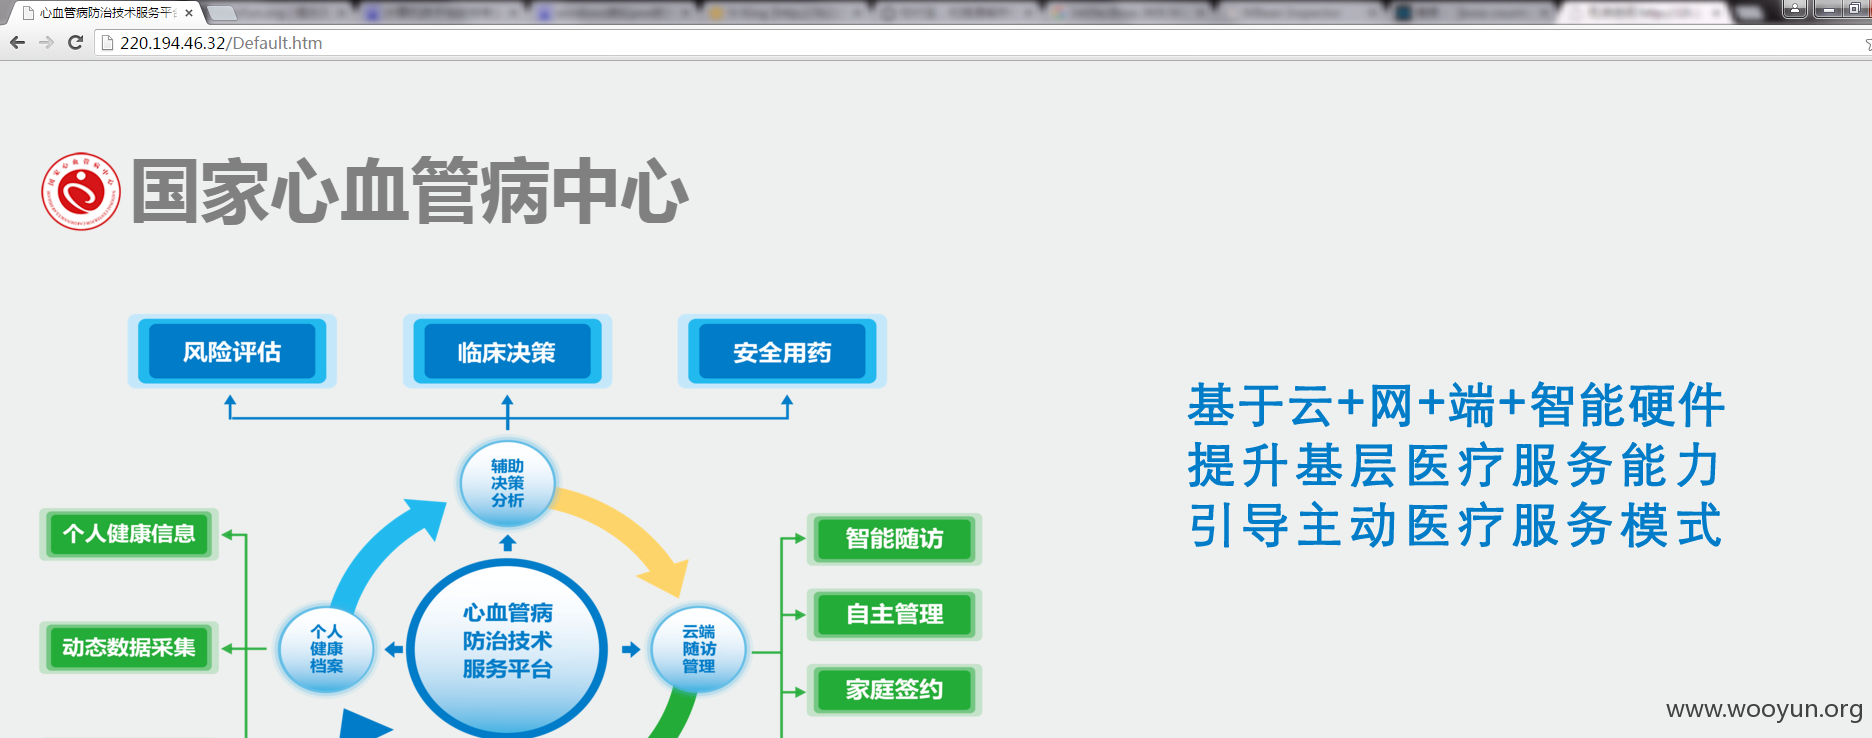 心血管病防治技术服务平
220.194.46.32/Default.htm
国家心血管病中心
风险评估
临床决策
安全用药
基于云+网+端+智能硬件
提升基层医疗服务能力
引导主动医疗服务模式
辅助
决策
分析
个人健康信息
动态数据采集
个人
健康
档案
心血管病
防治技术
服务平台
云端
随访
管理
智能随访
自主管理
家庭签约
www.wooyun.org